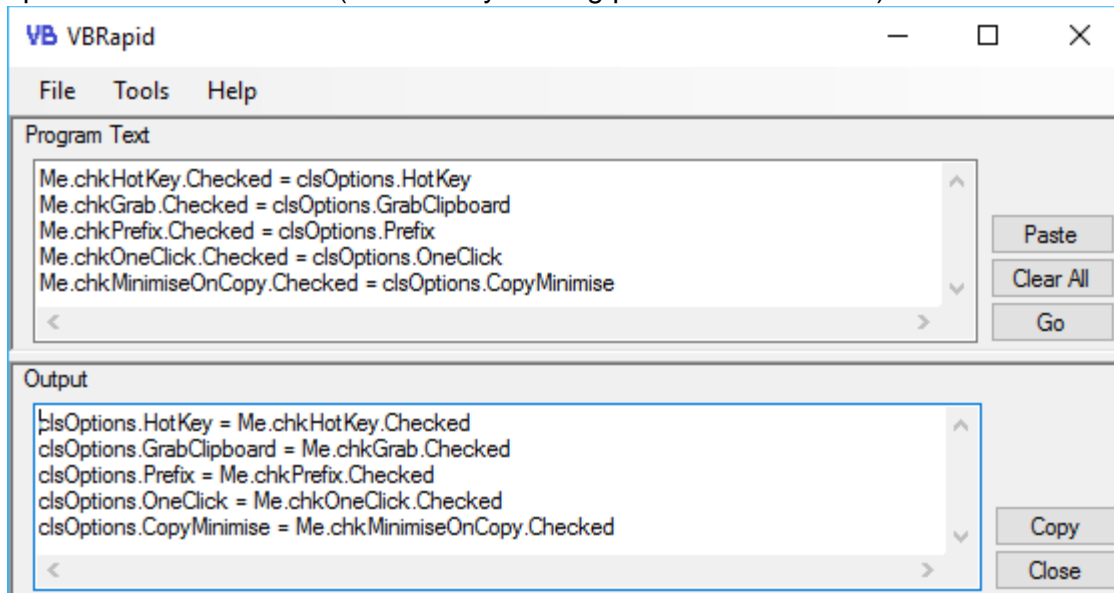 VB VBRapid
File Tools Help
Program Text
Me.chkHotKey.Checked = clsOptions.HotKey
Me.chkGrab.Checked = clsOptions.GrabClipboard
Me.chkPrefix.Checked = clsOptions.Prefix
Me.chkOneClick.Checked = clsOptions.OneClick
Me.chkMinimiseOnCopy.Checked = clsOptions.CopyMinimise
Paste
Clear All
Go
Output
clsOptions.HotKey = Me.chkHotKey.Checked
clsOptions.GrabClipboard = Me.chkGrab.Checked
clsOptions.Prefix = Me.chkPrefix.Checked
clsOptions.OneClick = Me.chkOneClick.Checked
clsOptions.CopyMinimise = Me.chkMinimiseOnCopy.Checked
Copy
Close